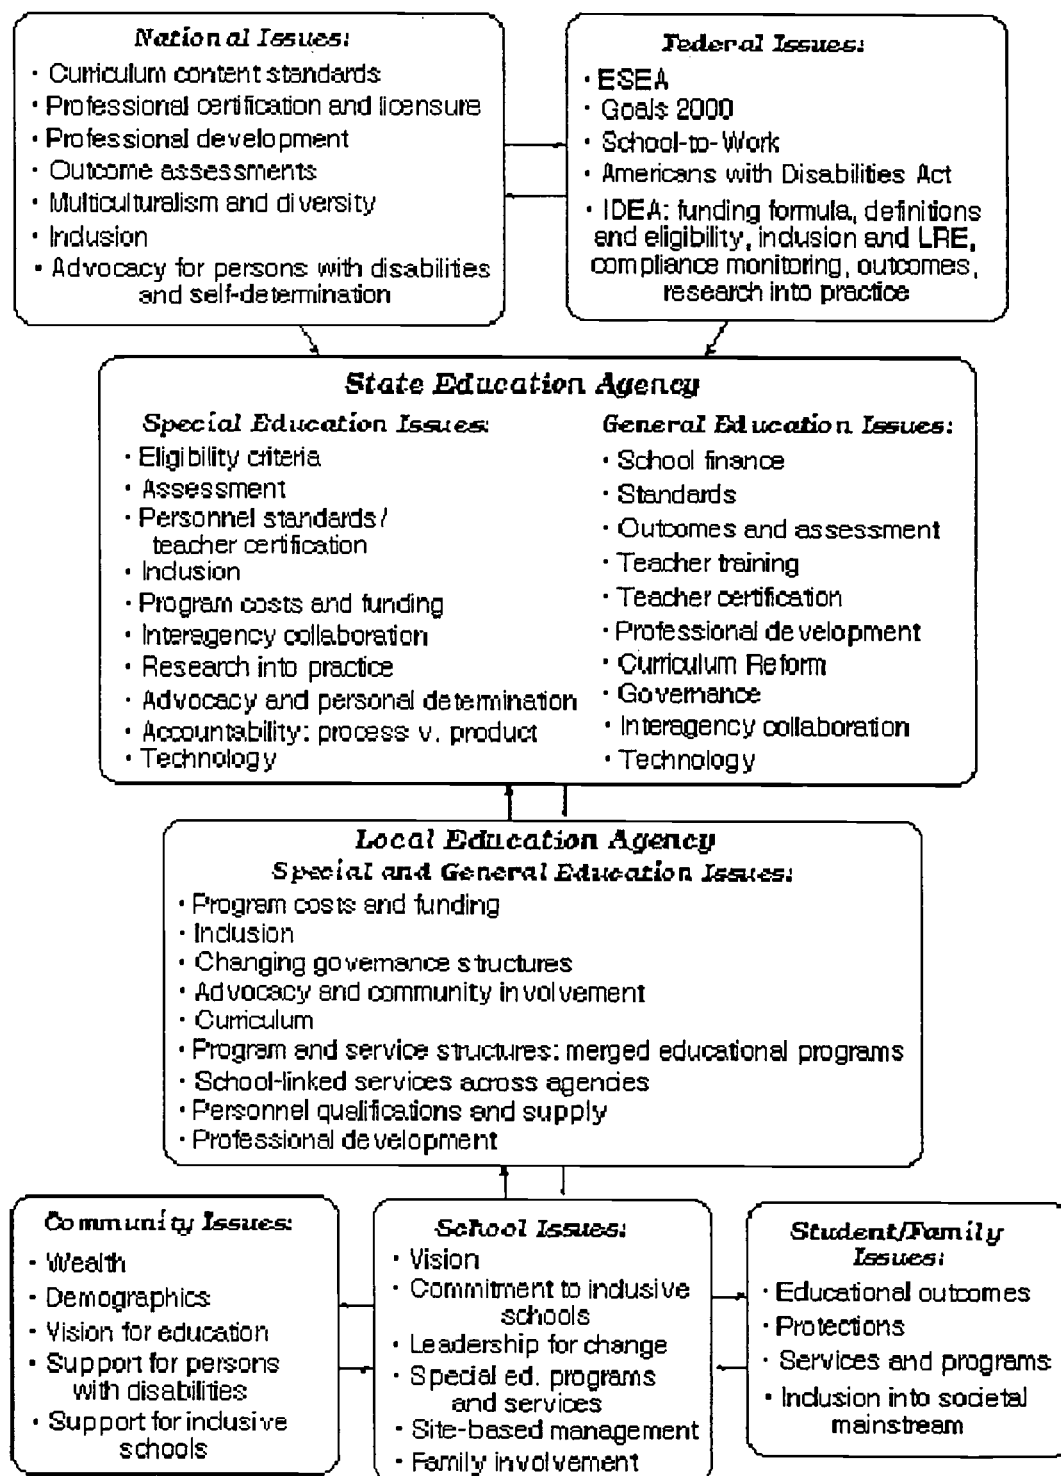 National Issues:
· Curriculum content standards
· Professional certification and licensure
· Professional development
· Outcome assessments
· Multiculturalism and diversity
· Inclusion
· Advocacy for persons with disabilities
and self-determination
Federal Issues:
· ESEA
· Goals 2000
· School-to-Work
· Americans with Disabilities Act
· IDEA: funding formula, definitions
and eligibility, inclusion and LRE,
compliance monitoring, outcomes,
research into practice
State Education Agency
Special Education Issues:
· Eligibility criteria
· Assessment
· Personnel standards/
teacher certification
· Inclusion
· Program costs and funding
· Interagency collaboration
· Research into practice
· Advocacy and personal determination
· Accountability: process v. product
· Technology
General Education Issues:
· School finance
· Standards
· Outcomes and assessment
· Teacher training
· Teacher certification
· Professional development
· Curriculum Reform
· Governance
· Interagency collaboration
· Technology
Local Education Agency
Special and General Education Issues:
· Program costs and funding
· Inclusion
· Changing governance structures
· Advocacy and community involvement
· Curriculum
· Program and service structures: merged educational programs
· School-linked services across agencies
· Personnel qualifications and supply
· Professional development
Community Issues:
· Wealth
· Demographics
· Vision for education
· Support for persons
with disabilities
· Support for inclusive
schools
School Issues:
· Vision
· Commitment to inclusive
schools
· Leadership for change
· Special ed. programs
and services
· Site-based management
· Family involvement
Student/Family
Issues:
· Educational outcomes
· Protections
· Services and programs
· Inclusion into societal
mainstream